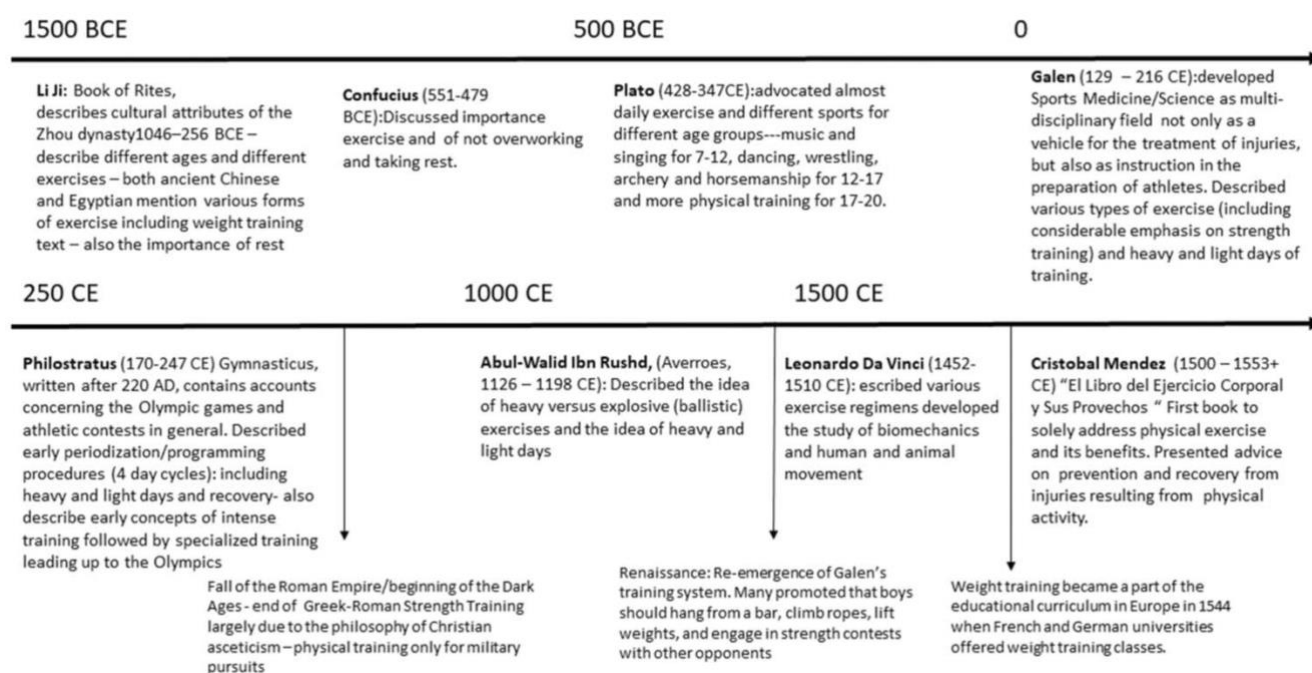 1500 BCE
500 BCE
0
Li Ji: Book of Rites,
describes cultural attributes of the
Zhou dynasty1046–256 BCE –
describe different ages and different
exercises – both ancient Chinese
and Egyptian mention various forms
of exercise including weight training
text – also the importance of rest
Confucius (551-479
BCE):Discussed importance
exercise and of not overworking
and taking rest.
Plato (428-347CE):advocated almost
daily exercise and different sports for
different age groups---music and
singing for 7-12, dancing, wrestling,
archery and horsemanship for 12-17
and more physical training for 17-20.
Galen (129 – 216 CE):developed
Sports Medicine/Science as multi-
disciplinary field not only as a
vehicle for the treatment of injuries,
but also as instruction in the
preparation of athletes. Described
various types of exercise (including
considerable emphasis on strength
training) and heavy and light days of
training.
250 CE
1000 CE
1500 CE
Philostratus (170-247 CE) Gymnasticus,
written after 220 AD, contains accounts
concerning the Olympic games and
athletic contests in general. Described
early periodization/programming
procedures (4 day cycles): including
heavy and light days and recovery- also
describe early concepts of intense
training followed by specialized training
leading up to the Olympics
Abul-Walid Ibn Rushd, (Averroes,
1126 – 1198 CE): Described the idea
of heavy versus explosive (ballistic)
exercises and the idea of heavy and
light days
Leonardo Da Vinci (1452-
1510 CE): escribed various
exercise regimens developed
the study of biomechanics
and human and animal
movement
Cristobal Mendez (1500 – 1553+
CE) “El Libro del Ejercicio Corporal
y Sus Provechos “ First book to
solely address physical exercise
and its benefits. Presented advice
on prevention and recovery from
injuries resulting from physical
activity.
Fall of the Roman Empire/beginning of the Dark
Ages - end of Greek-Roman Strength Training
largely due to the philosophy of Christian
asceticism – physical training only for military
pursuits
Renaissance: Re-emergence of Galen’s
training system. Many promoted that boys
should hang from a bar, climb ropes, lift
weights, and engage in strength contests
with other opponents
Weight training became a part of the
educational curriculum in Europe in 1544
when French and German universities
offered weight training classes.